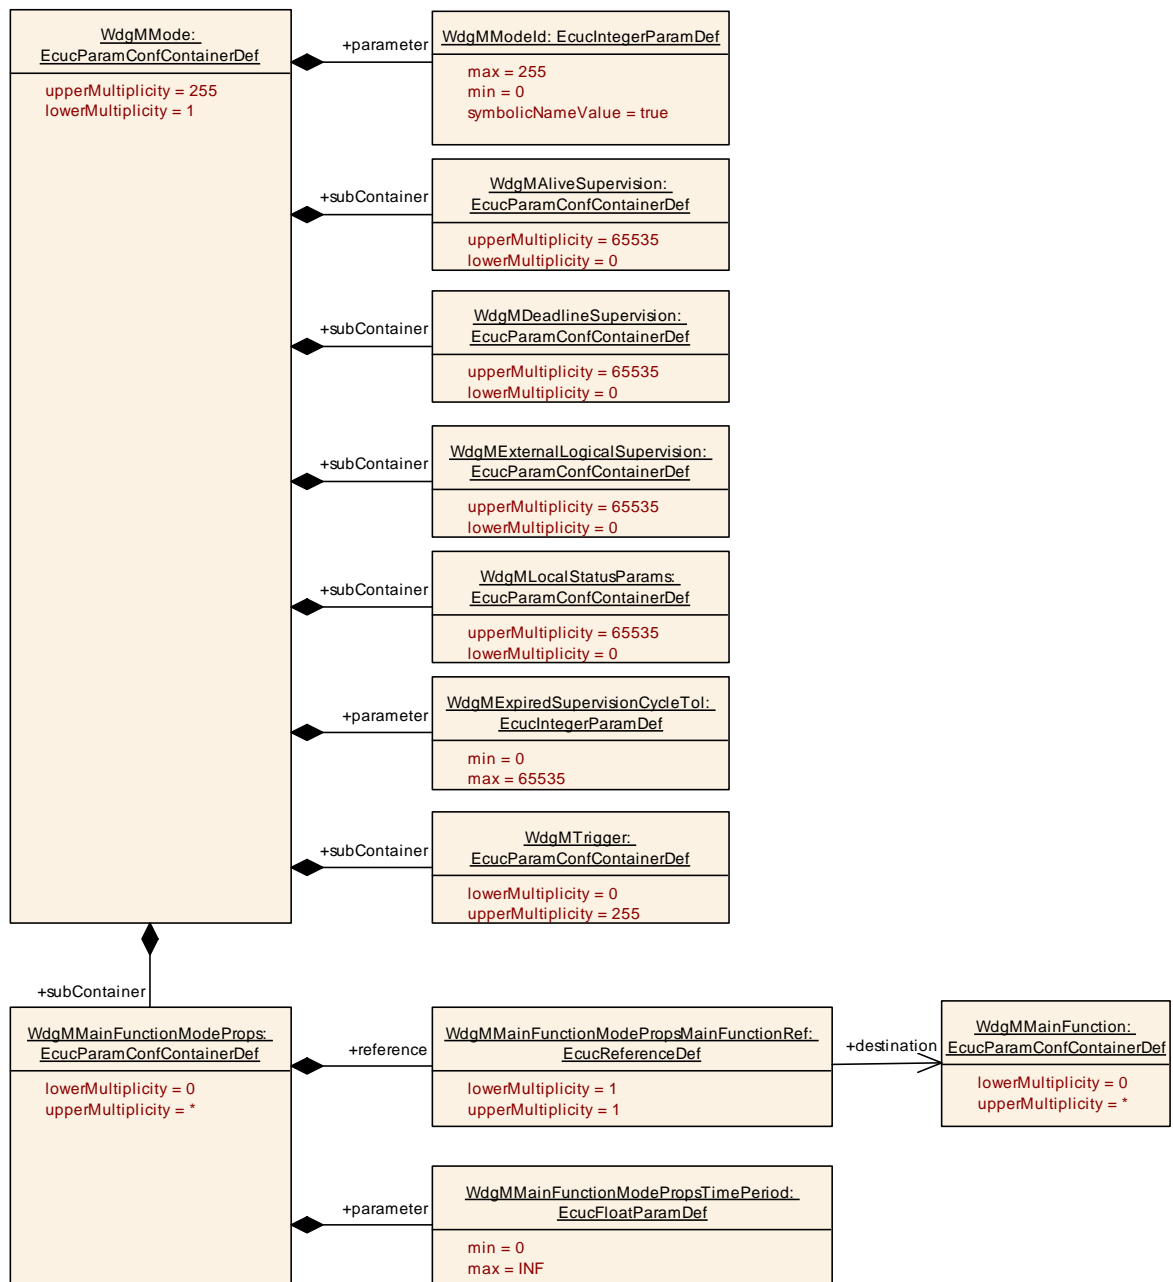 WdgMMode:
EcucParamConfContainerDef
upperMultiplicity = 255
lowerMultiplicity = 1
+parameter
WdgMModeId: EcucIntegerParamDef
max = 255
min = 0
symbolicNameValue = true
+subContainer
WdgMAliveSupervision:
EcucParamConfContainerDef
upperMultiplicity = 65535
lowerMultiplicity = 0
+subContainer
WdgMDeadlineSupervision:
EcucParamConfContainerDef
upperMultiplicity = 65535
lowerMultiplicity = 0
+subContainer
WdgMExternalLogicalSupervision:
EcucParamConfContainerDef
upperMultiplicity = 65535
lowerMultiplicity = 0
+subContainer
WdgMLocalStatusParams:
EcucParamConfContainerDef
upperMultiplicity = 65535
lowerMultiplicity = 0
+parameter
WdgMExpiredSupervisionCycleTol:
EcucIntegerParamDef
min = 0
max = 65535
+subContainer
WdgMTrigger:
EcucParamConfContainerDef
lowerMultiplicity = 0
upperMultiplicity = 255
+subContainer
WdgMMainFunctionModeProps:
EcucParamConfContainerDef
lowerMultiplicity = 0
upperMultiplicity = *
+reference
WdgMMainFunctionModePropsMainFunctionRef:
EcucReferenceDef
lowerMultiplicity = 1
upperMultiplicity = 1
+destination
WdgMMainFunction:
EcucParamConfContainerDef
lowerMultiplicity = 0
upperMultiplicity = *
+parameter
WdgMMainFunctionModePropsTimePeriod:
EcucFloatParamDef
min = 0
max = INF